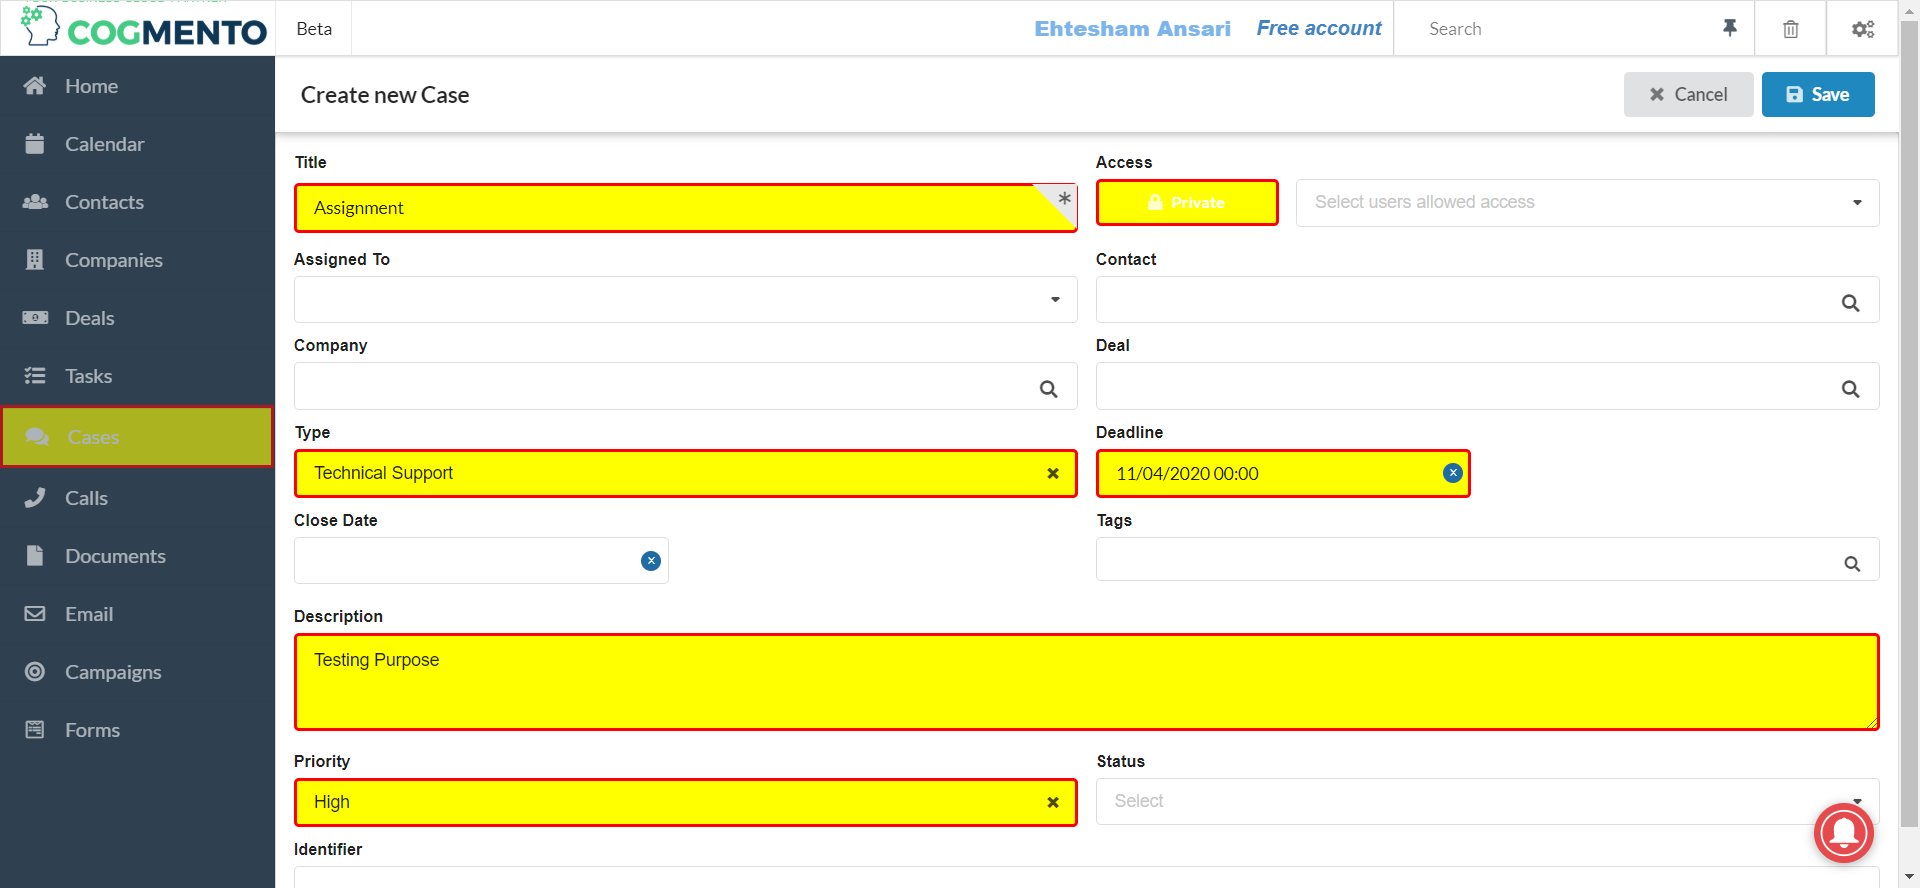 COGMENTO
Beta
Ehtesham Ansari
Free account
Search
Home
Calendar
Contacts
Companies
Deals
Tasks
Cases
Calls
Documents
Email
Campaigns
Forms
Create new Case
Cancel
Save
Title
Assignment
*
Access
Private
Select users allowed access
Assigned To
Contact
Company
Deal
Type
Technical Support
Deadline
11/04/2020 00:00
Close Date
Tags
Description
Testing Purpose
Priority
High
Status
Select
Identifier